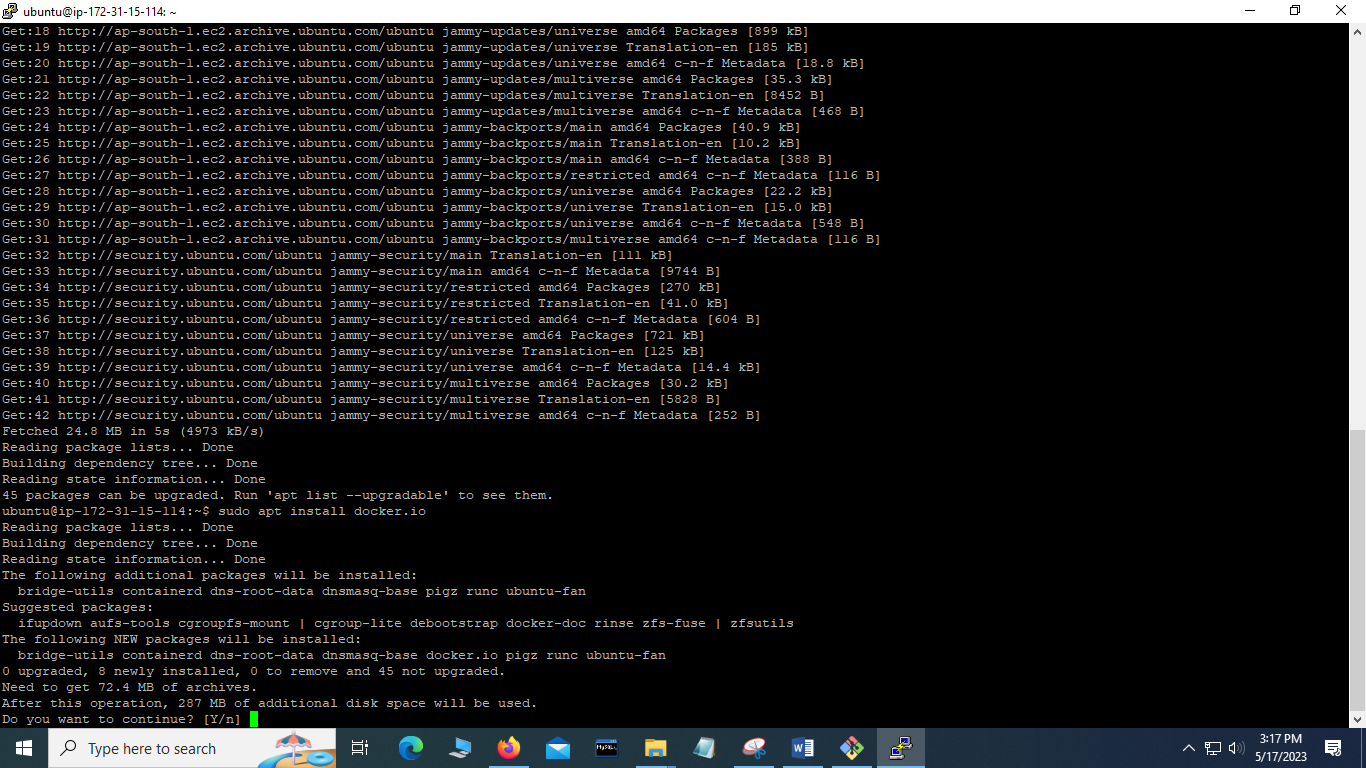 ubuntu@ip-172-31-15-114: ~
Get:18 http://ap-south-1.ec2.archive.ubuntu.com/ubuntu jammy-updates/universe amd64 Packages [899 kB]
Get:19 http://ap-south-1.ec2.archive.ubuntu.com/ubuntu jammy-updates/universe Translation-en [185 kB]
Get:20 http://ap-south-1.ec2.archive.ubuntu.com/ubuntu jammy-updates/universe amd64 c-n-f Metadata [18.8 kB]
Get:21 http://ap-south-1.ec2.archive.ubuntu.com/ubuntu jammy-updates/multiverse amd64 Packages [35.3 kB]
Get:22 http://ap-south-1.ec2.archive.ubuntu.com/ubuntu jammy-updates/multiverse Translation-en [8452 B]
Get:23 http://ap-south-1.ec2.archive.ubuntu.com/ubuntu jammy-updates/multiverse amd64 c-n-f Metadata [468 B]
Get:24 http://ap-south-1.ec2.archive.ubuntu.com/ubuntu jammy-backports/main amd64 Packages [40.9 kB]
Get:25 http://ap-south-1.ec2.archive.ubuntu.com/ubuntu jammy-backports/main Translation-en [10.2 kB]
Get:26 http://ap-south-1.ec2.archive.ubuntu.com/ubuntu jammy-backports/main amd64 c-n-f Metadata [388 B]
Get:27 http://ap-south-1.ec2.archive.ubuntu.com/ubuntu jammy-backports/restricted amd64 c-n-f Metadata [116 B]
Get:28 http://ap-south-1.ec2.archive.ubuntu.com/ubuntu jammy-backports/universe amd64 Packages [22.2 kB]
Get:29 http://ap-south-1.ec2.archive.ubuntu.com/ubuntu jammy-backports/universe Translation-en [15.0 kB]
Get:30 http://ap-south-1.ec2.archive.ubuntu.com/ubuntu jammy-backports/universe amd64 c-n-f Metadata [548 B]
Get:31 http://ap-south-1.ec2.archive.ubuntu.com/ubuntu jammy-backports/multiverse amd64 c-n-f Metadata [116 B]
Get:32 http://security.ubuntu.com/ubuntu jammy-security/main Translation-en [111 kB]
Get:33 http://security.ubuntu.com/ubuntu jammy-security/main amd64 c-n-f Metadata [9744 B]
Get:34 http://security.ubuntu.com/ubuntu jammy-security/restricted amd64 Packages [270 kB]
Get:35 http://security.ubuntu.com/ubuntu jammy-security/restricted Translation-en [41.0 kB]
Get:36 http://security.ubuntu.com/ubuntu jammy-security/restricted amd64 c-n-f Metadata [604 B]
Get:37 http://security.ubuntu.com/ubuntu jammy-security/universe amd64 Packages [721 kB]
Get:38 http://security.ubuntu.com/ubuntu jammy-security/universe Translation-en [125 kB]
Get:39 http://security.ubuntu.com/ubuntu jammy-security/universe amd64 c-n-f Metadata [14.4 kB]
Get:40 http://security.ubuntu.com/ubuntu jammy-security/multiverse amd64 Packages [30.2 kB]
Get:41 http://security.ubuntu.com/ubuntu jammy-security/multiverse Translation-en [5828 B]
Get:42 http://security.ubuntu.com/ubuntu jammy-security/multiverse amd64 c-n-f Metadata [252 B]
Fetched 24.8 MB in 5s (4973 kB/s)
Reading package lists... Done
Building dependency tree... Done
Reading state information... Done
45 packages can be upgraded. Run 'apt list --upgradable' to see them.
ubuntu@ip-172-31-15-114:~$ sudo apt install docker.io
Reading package lists... Done
Building dependency tree... Done
Reading state information... Done
The following additional packages will be installed:
  bridge-utils containerd dns-root-data dnsmasq-base pigz runc ubuntu-fan
Suggested packages:
  ifupdown aufs-tools cgroupfs-mount | cgroup-lite debootstrap docker-doc rinse zfs-fuse | zfsutils
The following NEW packages will be installed:
  bridge-utils containerd dns-root-data dnsmasq-base docker.io pigz runc ubuntu-fan
0 upgraded, 8 newly installed, 0 to remove and 45 not upgraded.
Need to get 72.4 MB of archives.
After this operation, 287 MB of additional disk space will be used.
Do you want to continue? [Y/n]
Type here to search
MySQL
3:17 PM
5/17/2023